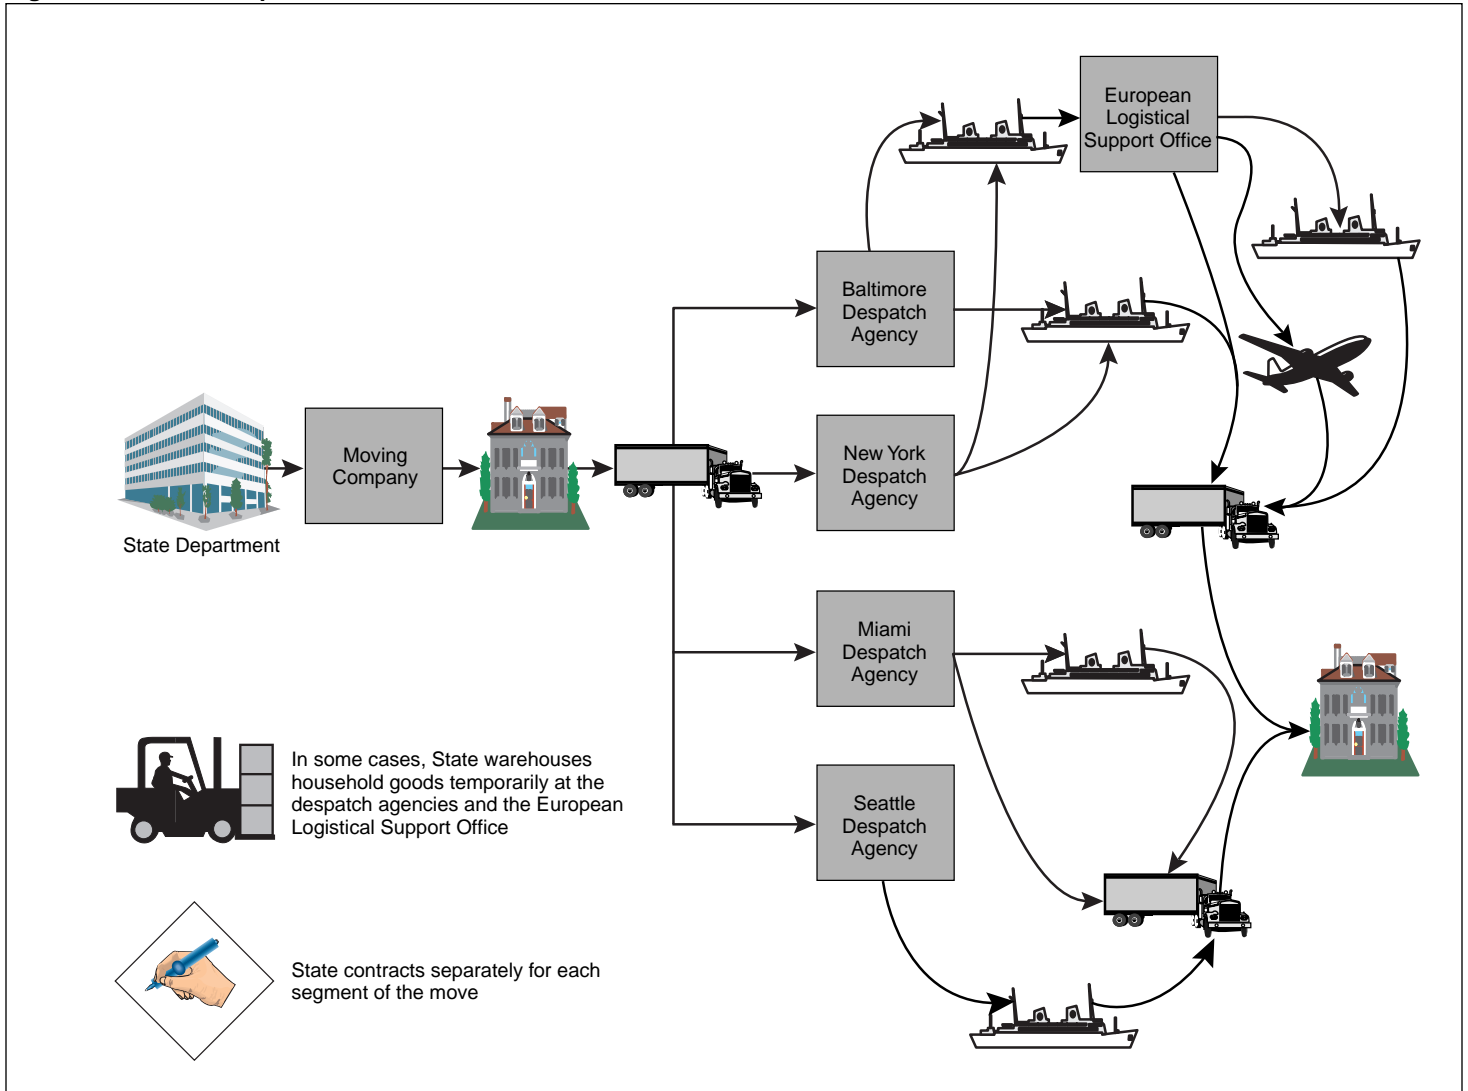 European
Logistical
Support Office
Baltimore
Despatch
Agency
Moving
Company
New York
Despatch
Agency
State Department
Miami
Despatch
Agency
In some cases, State warehouses
household goods temporarily at the
despatch agencies and the European
Logistical Support Office
Seattle
Despatch
Agency
State contracts separately for each
segment of the move